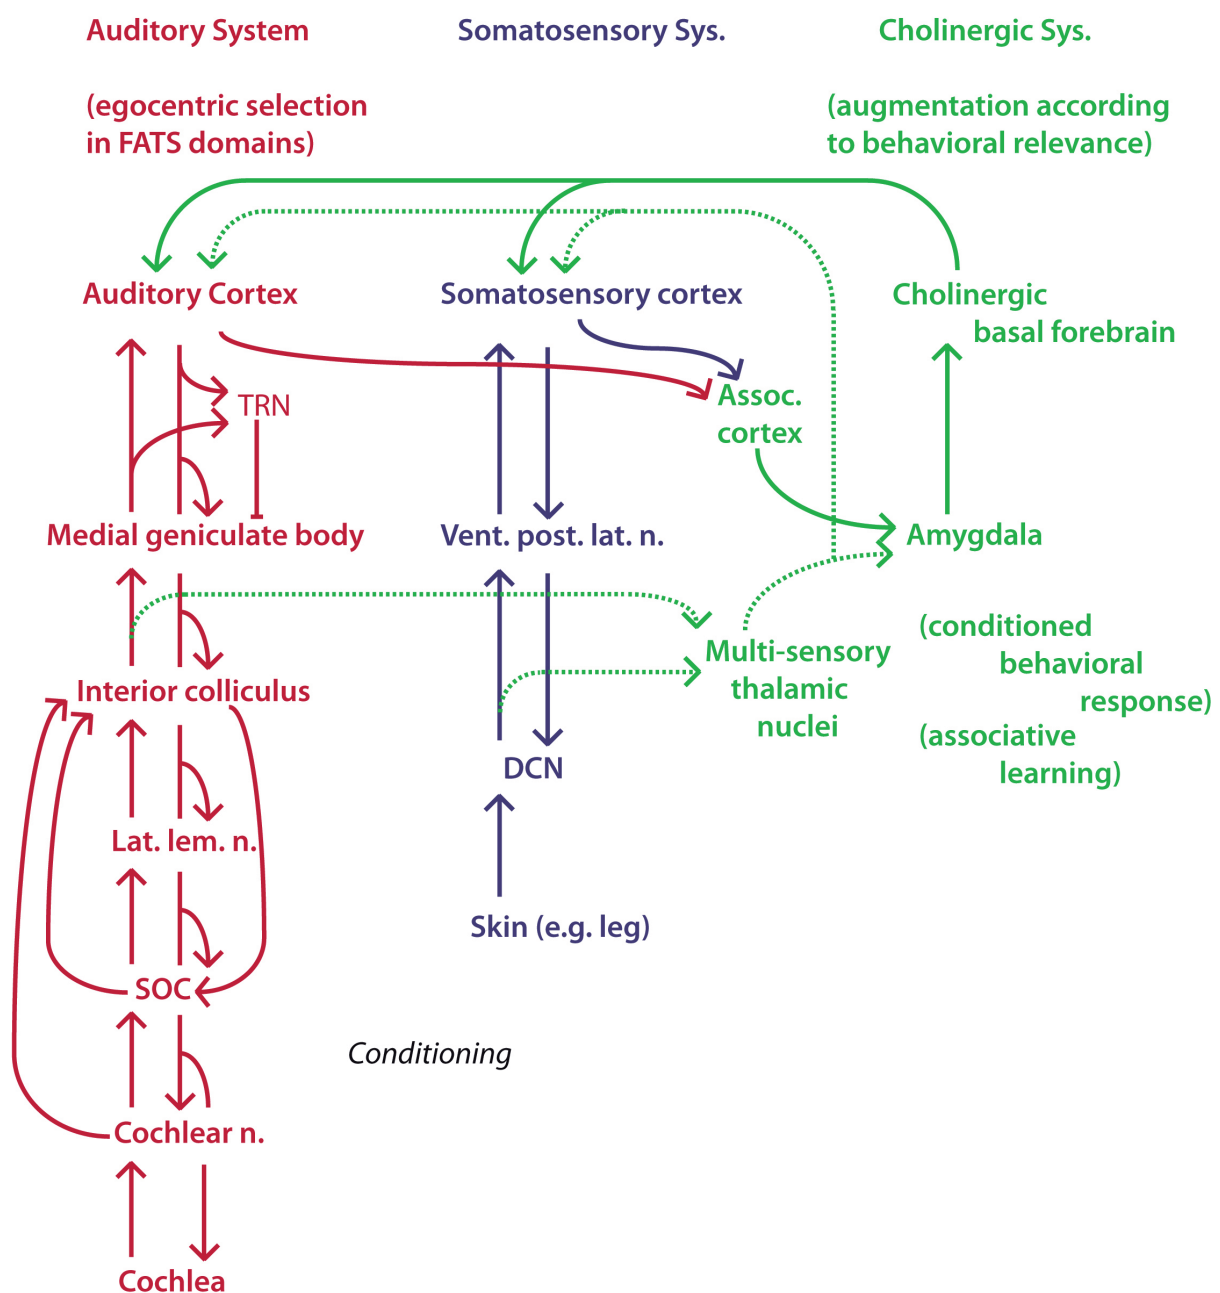 Auditory System
Somatosensory Sys.
Cholinergic Sys.
(egocentric selection
in FATS domains)
(augmentation according
to behavioral relevance)
Auditory Cortex
Somatosensory cortex
Cholinergic
basal forebrain
TRN
Assoc.
cortex
Medial geniculate body
Vent. post. lat. n.
Amygdala
Multi-sensory
thalamic
nuclei
(conditioned
behavioral
response)
(associative
learning)
Interior colliculus
DCN
Lat. lem. n.
Skin (e.g. leg)
SOC
Conditioning
Cochlear n.
Cochlea